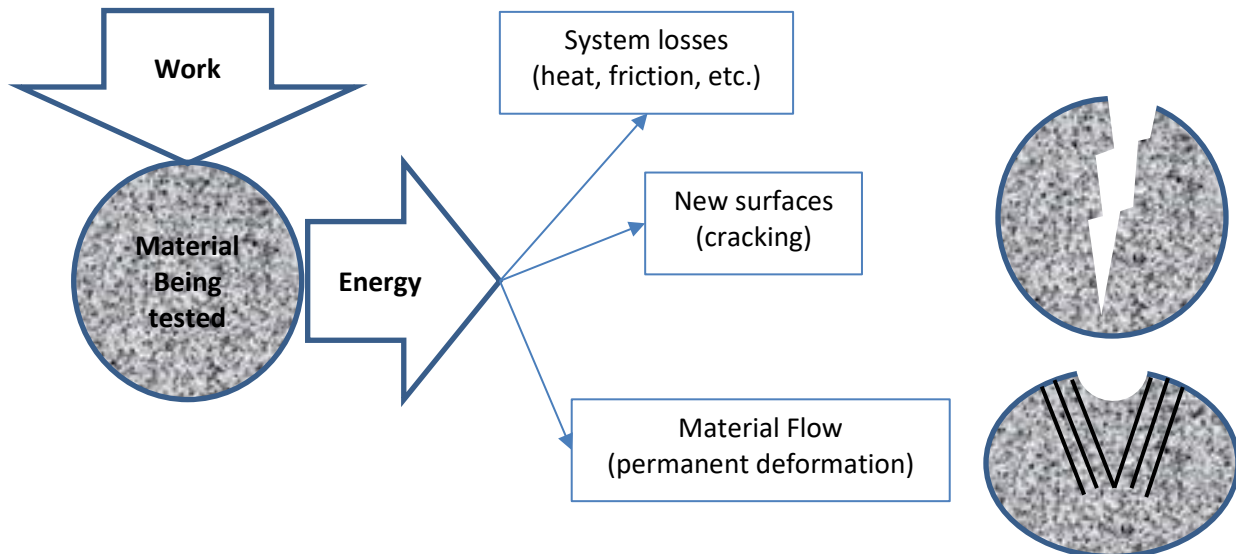 Work
Material
Being
tested
Energy
System losses
(heat, friction, etc.)
New surfaces
(cracking)
Material Flow
(permanent deformation)